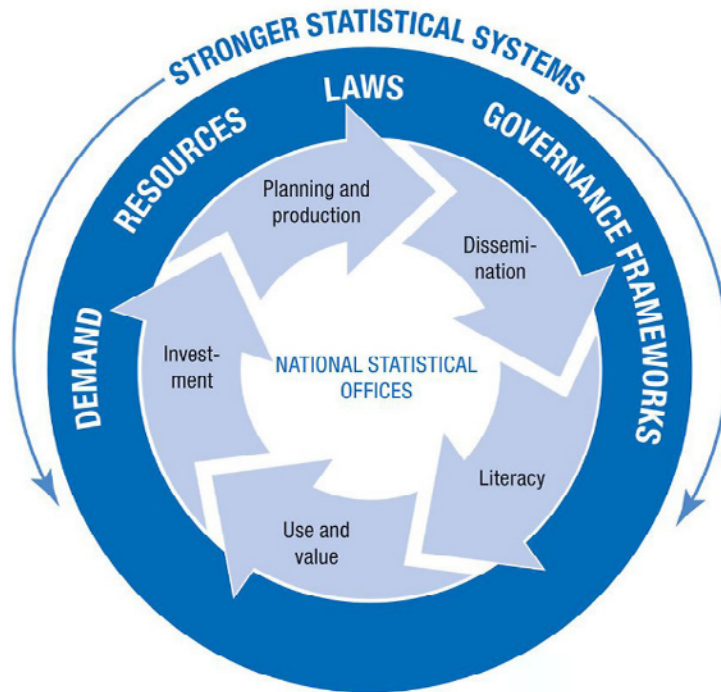 STRONGER STATISTICAL SYSTEMS
DEMAND
RESOURCES
LAWS
GOVERNANCE FRAMEWORKS
Planning and
production
Dissemi-
nation
Literacy
Use and
value
Invest-
ment
NATIONAL STATISTICAL
OFFICES